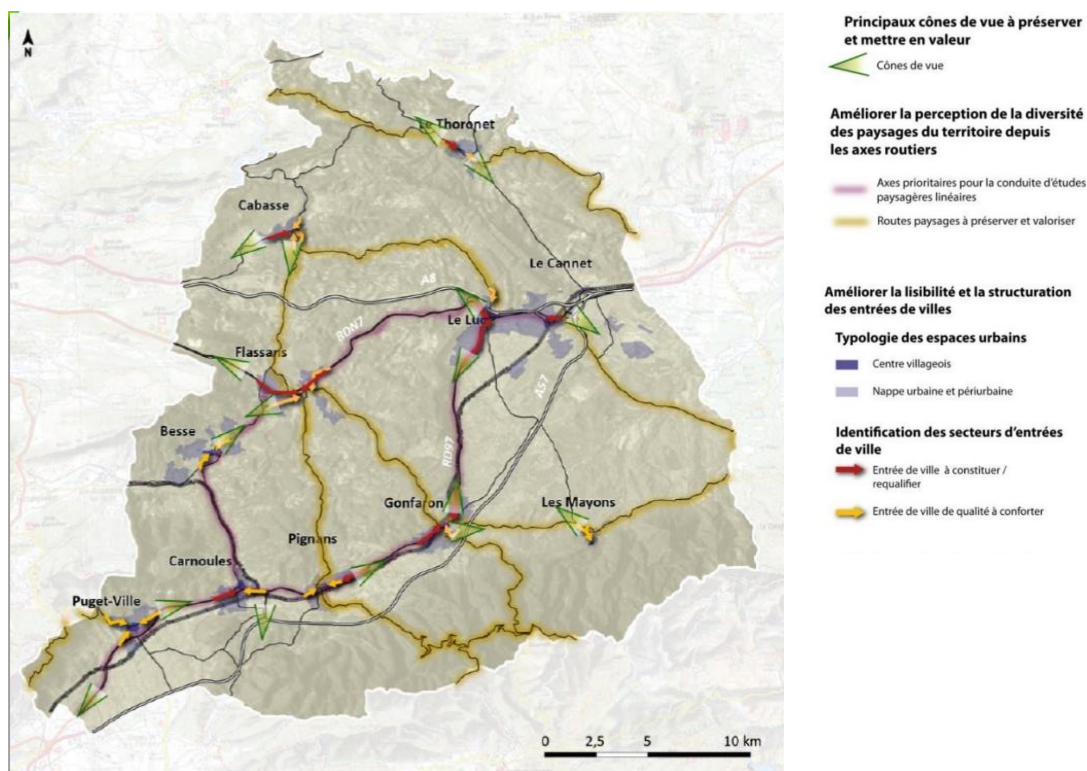 N
Le Thoronet
Cabasse
Le Cannet
A8
Le Luc
RDN7
Flassans
A57
Besse
RD97
Gonfaron
Les Mayons
Pignans
Carnoules
Puget-Ville
0 2,5 5 10 km
Principaux cônes de vue à préserver
et mettre en valeur
Cônes de vue
Améliorer la perception de la diversité
des paysages du territoire depuis
les axes routiers
Axes prioritaires pour la conduite d'études
paysagères linéaires
Routes paysages à préserver et valoriser
Améliorer la lisibilité et la structuration
des entrées de villes
Typologie des espaces urbains
Centre villageois
Nappe urbaine et périurbaine
Identification des secteurs d'entrées
de ville
Entrée de ville à constituer /
requalifier
Entrée de ville de qualité à conforter